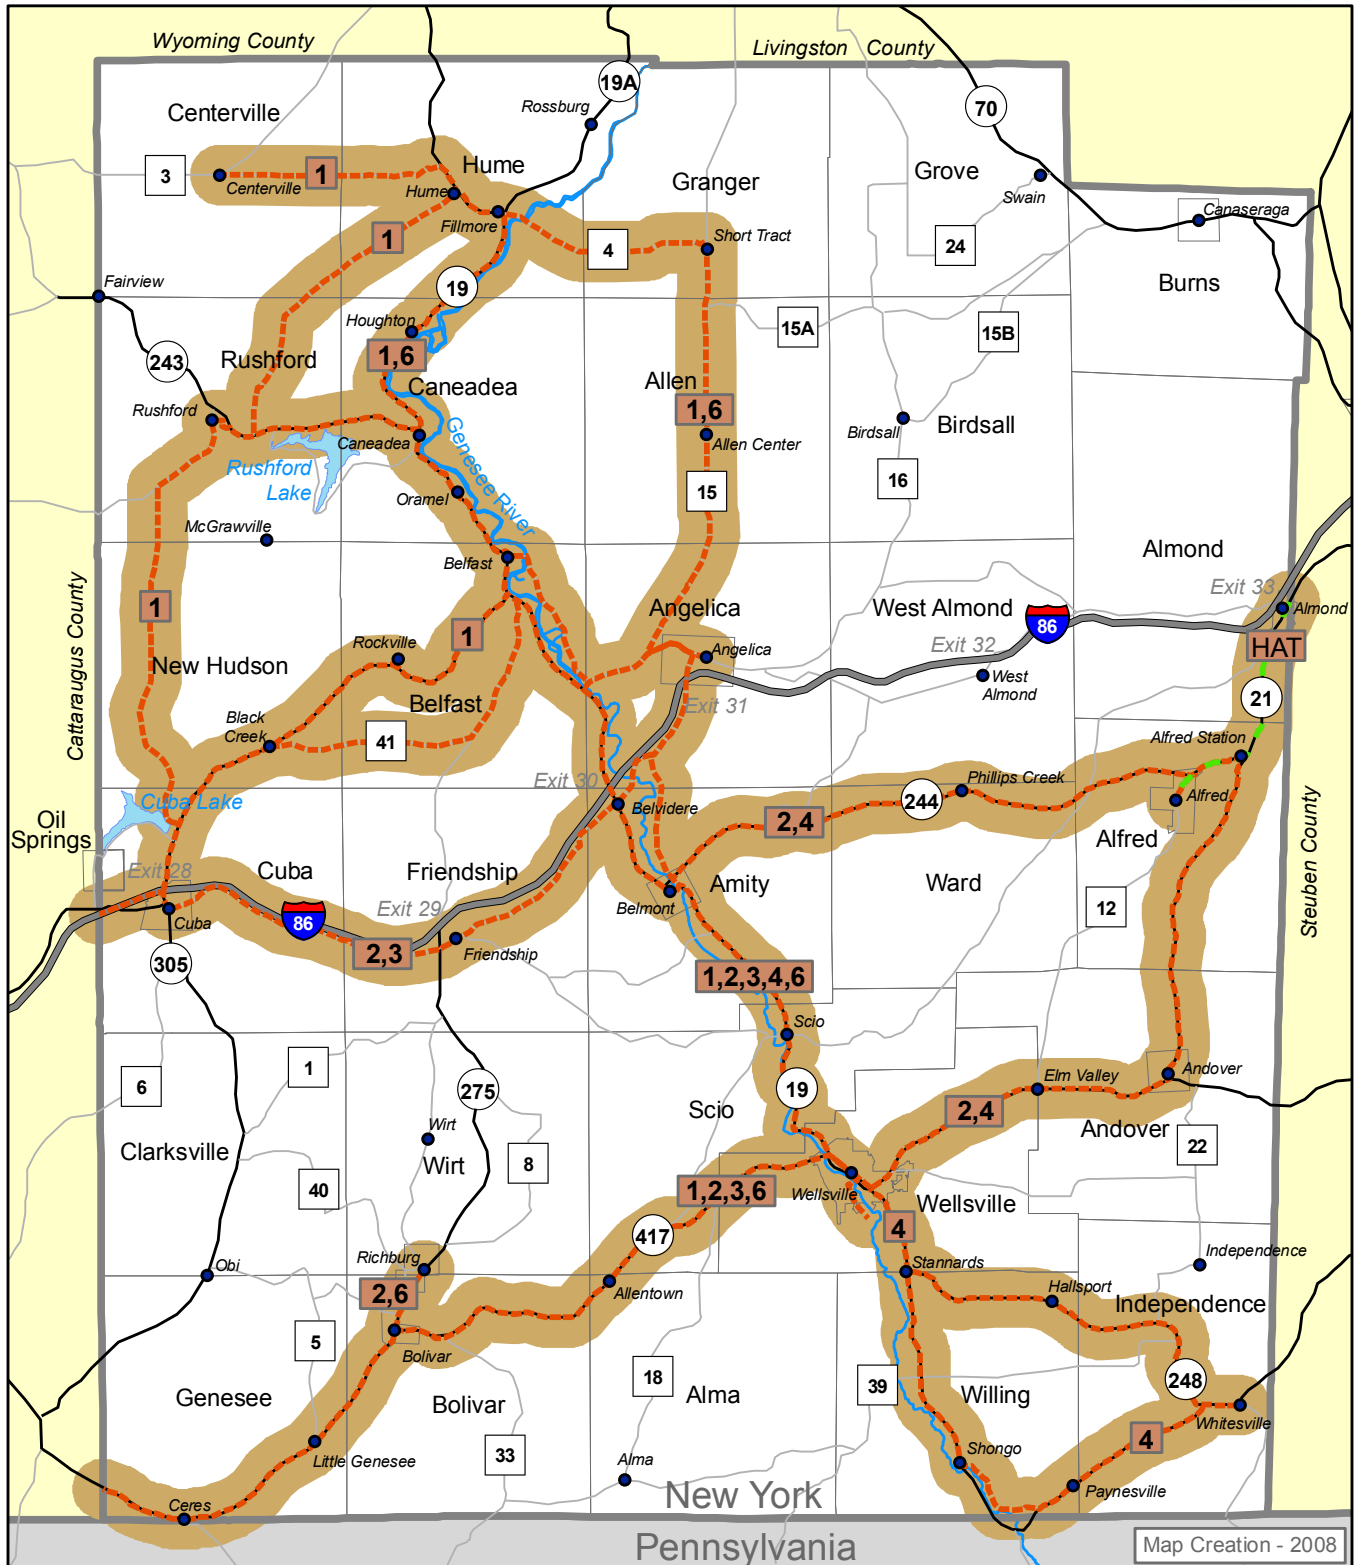 Wyoming County
Livingston County
19A
Rossburg
70
Centerville
Hume
3
1
Centerville
Hume
Granger
Grove
Swain
Fillmore
Canaseraga
1
4
Short Tract
24
Fairview
19
Burns
Houghton
15A
15B
243
Rushford
1,6
Caneadea
Allen
1,6
Rushford
Caneadea
Genesee River
Allen Center
Birdsall
Birdsall
Rushford
Lake
Oramel
15
16
McGrawville
Belfast
Almond
Exit 33
Cattaraugus County
1
1
Angelica
West Almond
86
Almond
Rockville
Angelica
Exit 32
HAT
New Hudson
West
Almond
Belfast
21
Black
Creek
41
Exit 31
Alfred Station
Exit 30
Phillips Creek
Cuba Lake
Belvidere
244
Alfred
Oil
Springs
2,4
Alfred
Steuben County
Exit 28
Cuba
Friendship
Amity
Ward
Exit 29
Belmont
12
Cuba
86
2,3
Friendship
305
1,2,3,4,6
Scio
6
1
275
19
Elm Valley
Andover
Scio
2,4
Andover
Wirt
Clarksville
Wirt
8
22
40
1,2,3,6
Wellsville
Wellsville
417
4
Richburg
Independence
Obi
Stannards
2,6
Allentown
Hallsport
Independence
5
Bolivar
18
39
248
Genesee
Bolivar
Alma
Willing
Whitesville
4
33
Little Genesee
Shongo
Alma
Paynesville
Ceres
New York
Pennsylvania
Map Creation - 2008